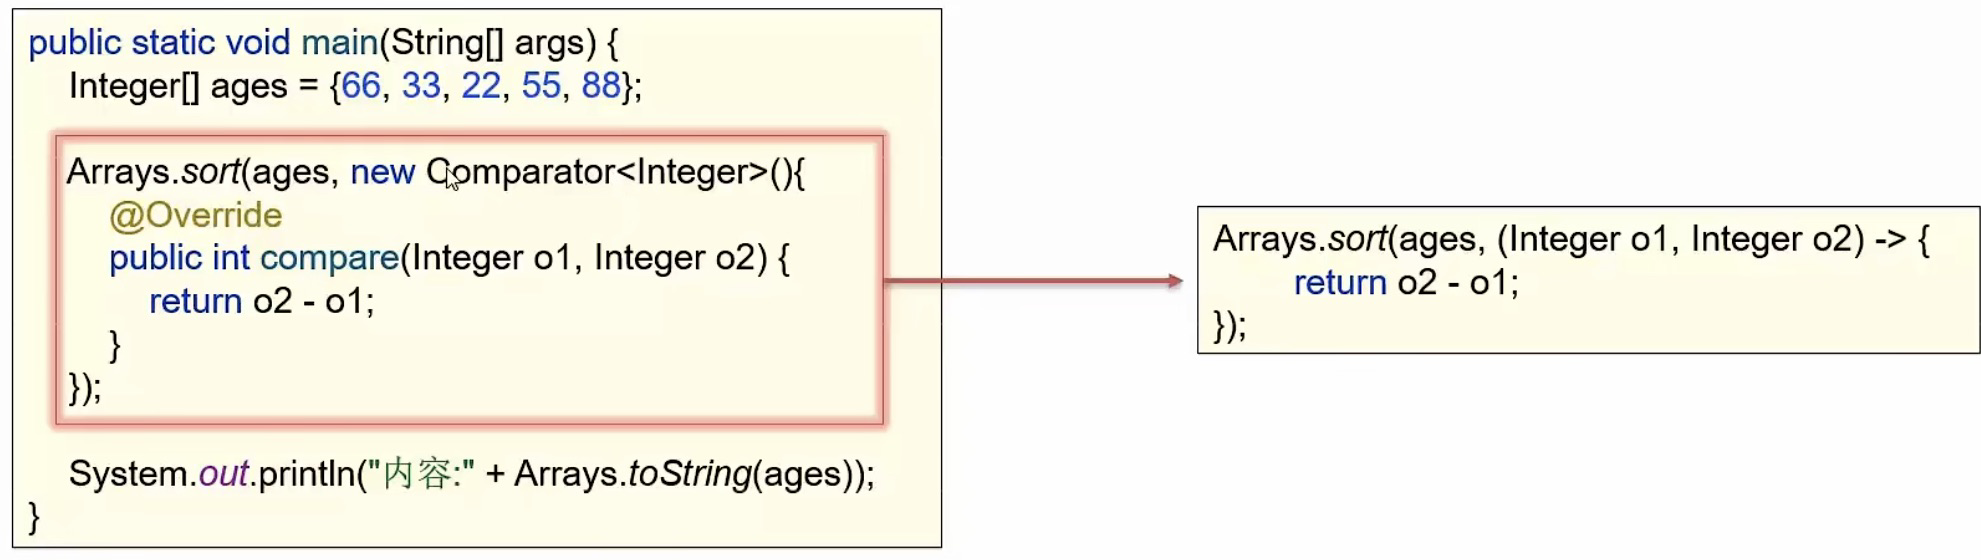 public static void main(String[] args) {
Integer[] ages = {66, 33, 22, 55, 88};
Arrays.sort(ages, new Comparator<Integer>(){
@Override
public int compare(Integer o1, Integer o2) {
return o2 - o1;
}
});
System.out.println("内容:" + Arrays.toString(ages));
}
Arrays.sort(ages, (Integer o1, Integer o2) -> {
return o2 - o1;
});